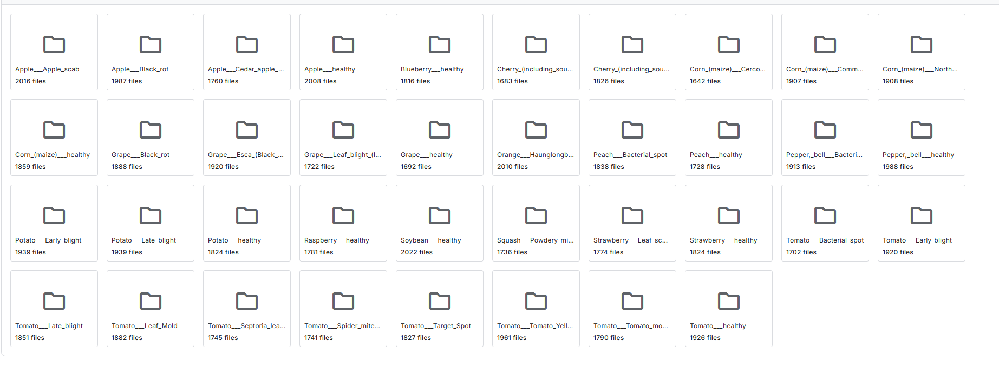 Apple___Apple_scab
2016 files
Apple___Black_rot
1987 files
Apple___Cedar_apple_...
1760 files
Apple___healthy
2008 files
Blueberry___healthy
1816 files
Cherry_(including_sou...
1683 files
Cherry_(including_sou...
1826 files
Corn_(maize)___Cerco...
1642 files
Corn_(maize)___Comm...
1907 files
Corn_(maize)___North...
1908 files
Corn_(maize)___healthy
1859 files
Grape___Black_rot
1888 files
Grape___Esca_(Black_...
1920 files
Grape___Leaf_blight_(I...
1722 files
Grape___healthy
1692 files
Orange___Haunglongb...
2010 files
Peach___Bacterial_spot
1838 files
Peach___healthy
1728 files
Pepper,_bell___Bacteri...
1913 files
Pepper,_bell___healthy
1988 files
Potato___Early_blight
1939 files
Potato___Late_blight
1939 files
Potato___healthy
1824 files
Raspberry___healthy
1781 files
Soybean___healthy
2022 files
Squash___Powdery_mi...
1736 files
Strawberry___Leaf_sc...
1774 files
Strawberry___healthy
1824 files
Tomato___Bacterial_spot
1702 files
Tomato___Early_blight
1920 files
Tomato___Late_blight
1851 files
Tomato___Leaf_Mold
1882 files
Tomato___Septoria_lea...
1745 files
Tomato___Spider_mite...
1741 files
Tomato___Target_Spot
1827 files
Tomato___Tomato_Yell...
1961 files
Tomato___Tomato_mo...
1790 files
Tomato___healthy
1926 files